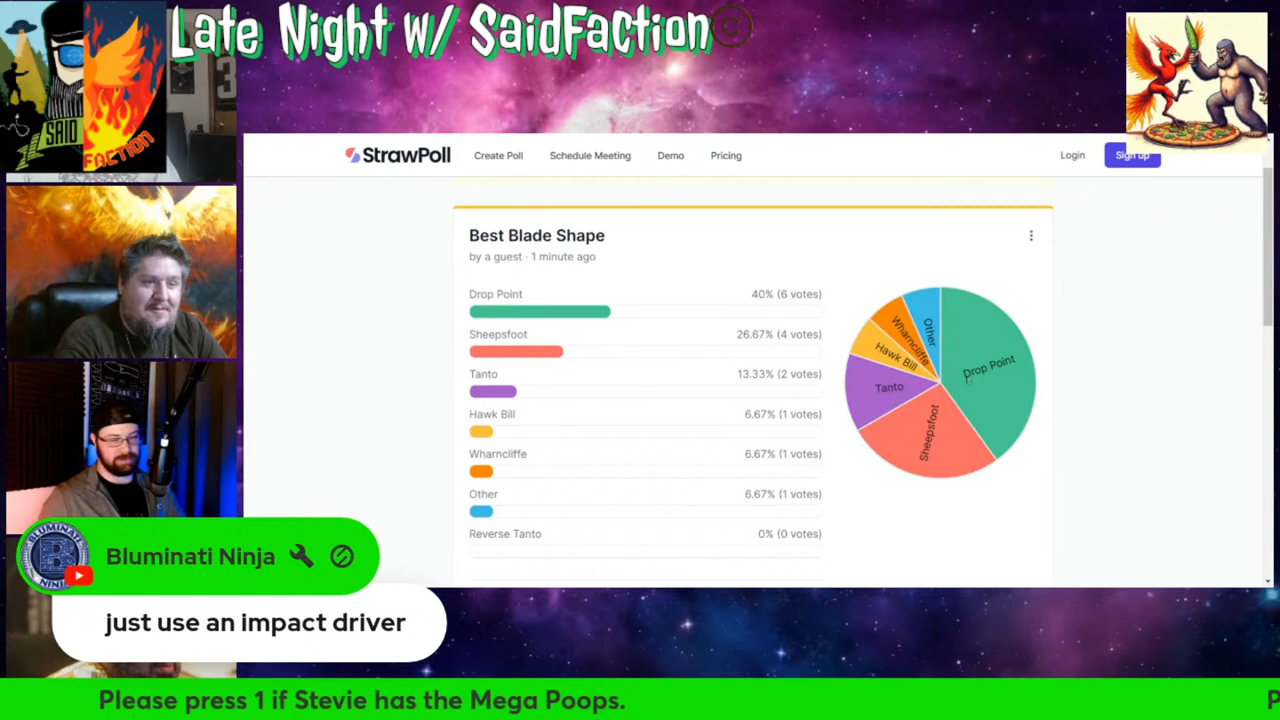 Late Night w/ SaidFaction©
SAID
FACTION
StrawPoll
Create Poll
Schedule Meeting
Demo
Pricing
Login
Sign up
Best Blade Shape
by a guest · 1 minute ago
Drop Point 40% (6 votes)
Sheepsfoot 26.67% (4 votes)
Tanto 13.33% (2 votes)
Hawk Bill 6.67% (1 votes)
Wharncliffe 6.67% (1 votes)
Other 6.67% (1 votes)
Reverse Tanto 0% (0 votes)
Drop Point
Sheepsfoot
Tanto
Hawk Bill
Wharncliffe
Other
BLUMINATI
NINJA
Bluminati Ninja
just use an impact driver
Please press 1 if Stevie has the Mega Poops.
P